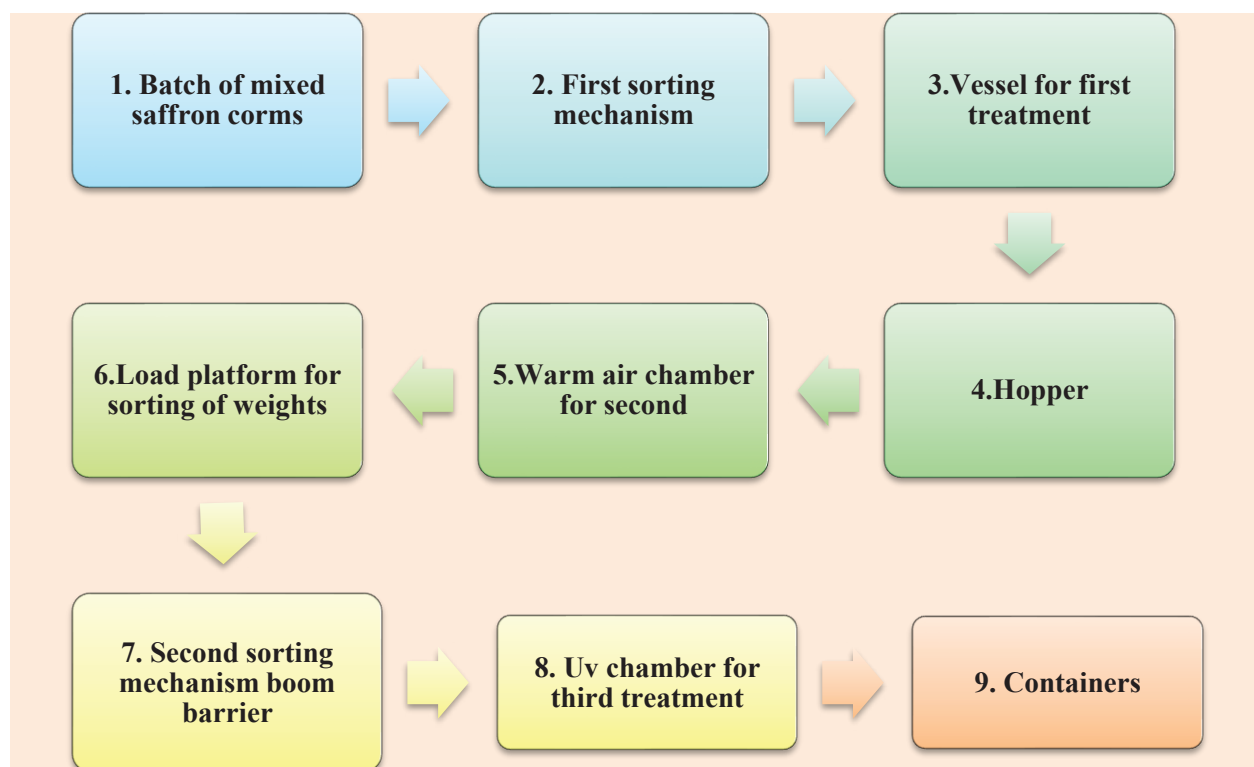 1. Batch of mixed
saffron corms
2. First sorting
mechanism
3.Vessel for first
treatment
4.Hopper
5.Warm air chamber
for second
6.Load platform for
sorting of weights
7. Second sorting
mechanism boom
barrier
8. Uv chamber for
third treatment
9. Containers